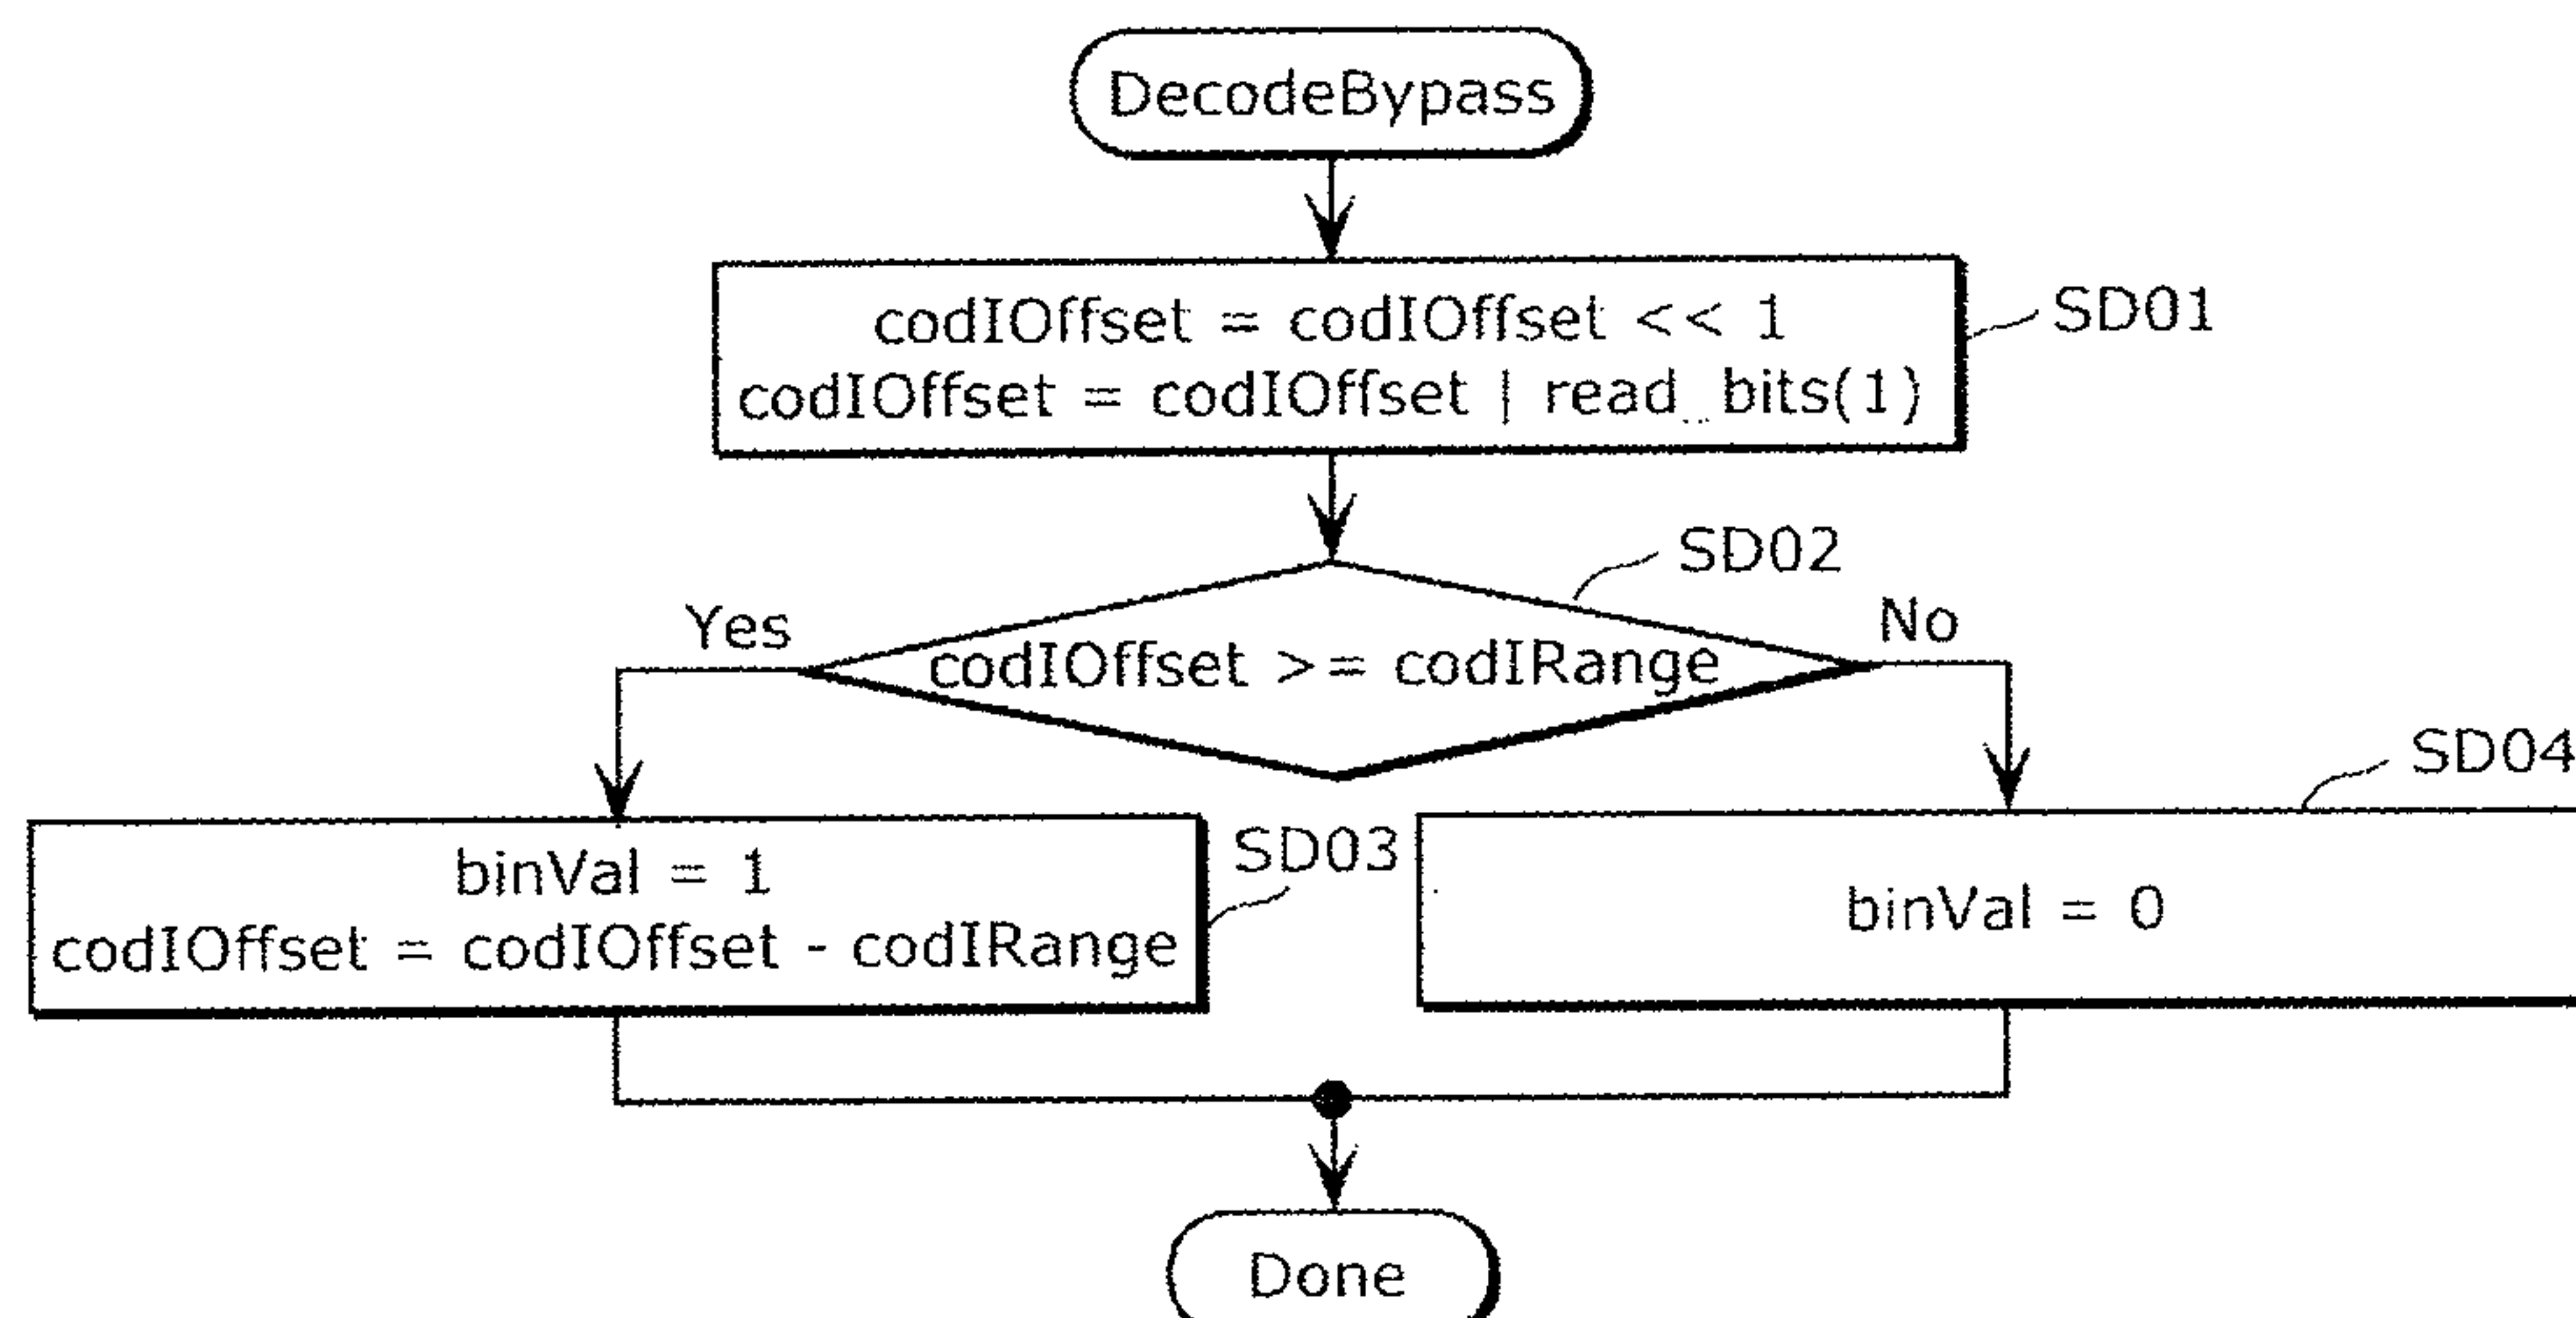 DecodeBypass
codIOffset = codIOffset << 1
codIOffset = codIOffset | read_bits(1)
SD01
SD02
Yes
No
codIOffset >= codIRange
SD04
binVal = 1
codIOffset = codIOffset - codIRange
SD03
binVal = 0
Done